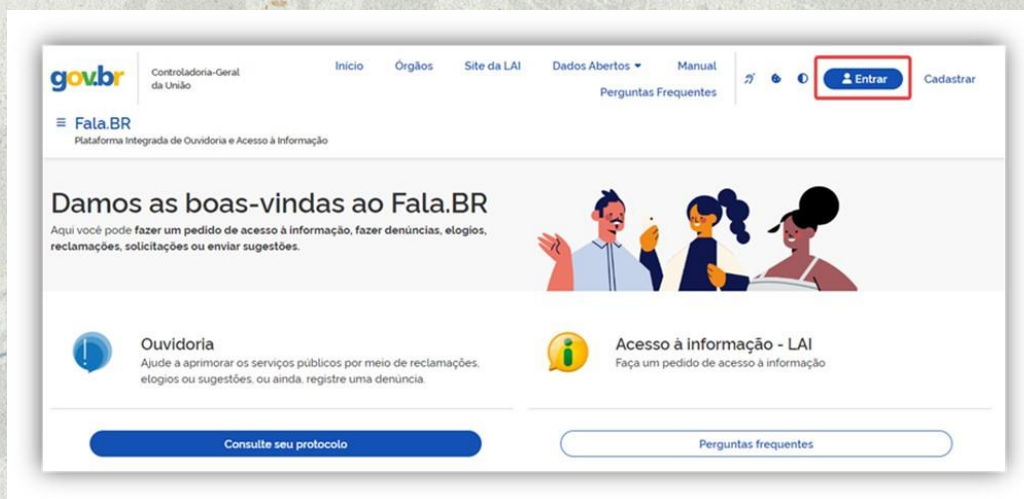 gov.br
Controladoria-Geral
da União
Início Órgãos Site da LAI Dados Abertos Manual
Perguntas Frequentes
Entrar
Cadastrar
Fala.BR
Plataforma Integrada de Ouvidoria e Acesso à Informação
Damos as boas-vindas ao Fala.BR
Aqui você pode fazer um pedido de acesso à informação, fazer denúncias, elogios,
reclamações, solicitações ou enviar sugestões.
Ouvidoria
Ajude a aprimorar os serviços públicos por meio de reclamações,
elogios ou sugestões, ou ainda, registre uma denúncia.
Acesso à informação - LAI
Faça um pedido de acesso à informação
Consulte seu protocolo
Perguntas frequentes